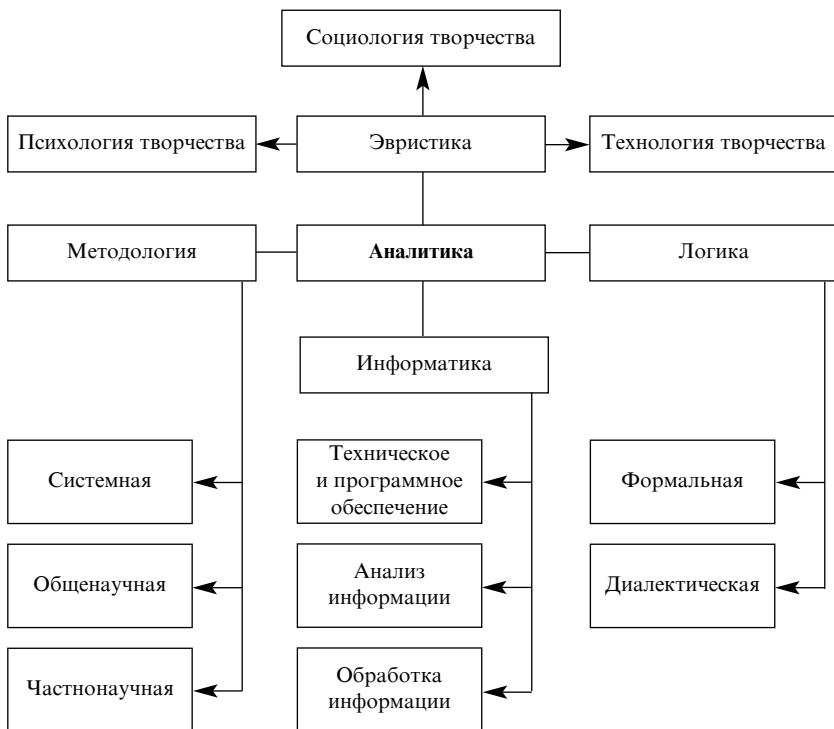 Социология творчества
Психология творчества
Эвристика
Технология творчества
Методология
Аналитика
Логика
Информатика
Системная
Техническое
и программное
обеспечение
Формальная
Общенаучная
Анализ
информации
Диалектическая
Частнонаучная
Обработка
информации